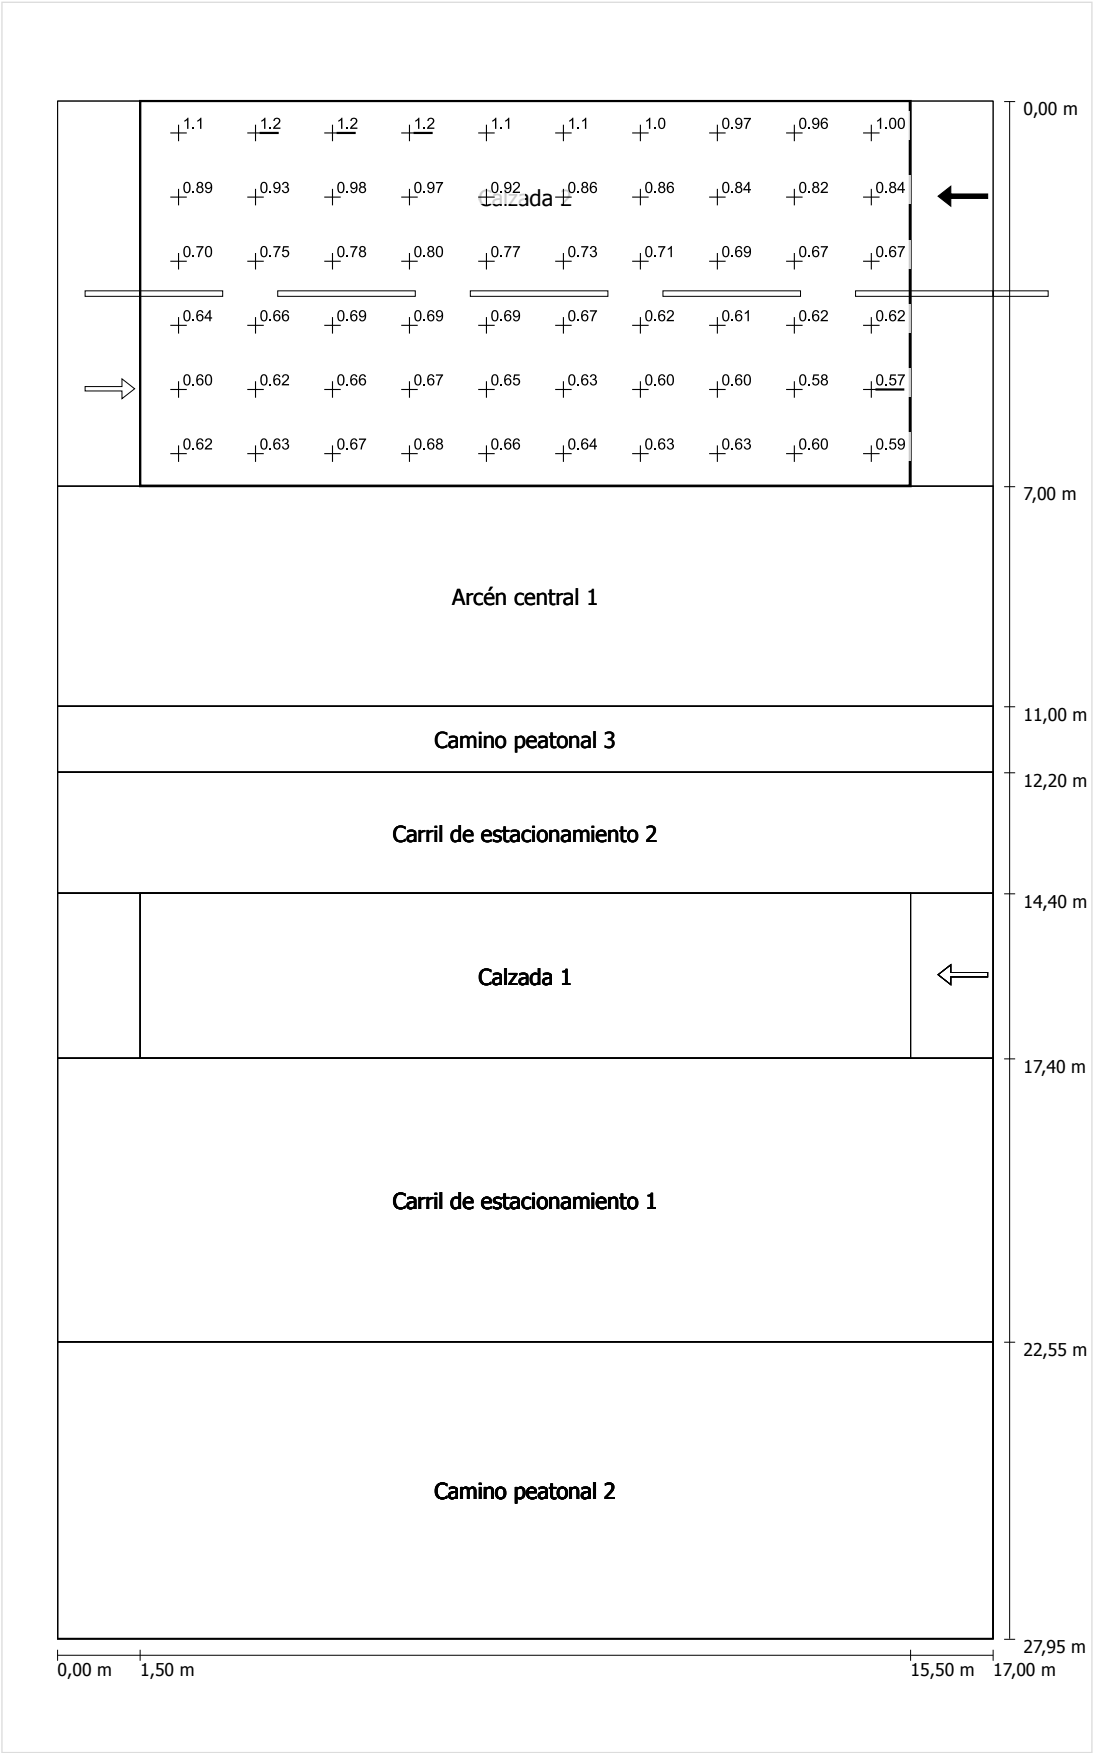 0,00 m
1.1 1.2 1.2 1.2 1.1 1.1 1.0 0.97 0.96 1.00
0.89 0.93 0.98 0.97 0.92 0.86 0.86 0.84 0.82 0.84
Calzada 2
0.70 0.75 0.78 0.80 0.77 0.73 0.71 0.69 0.67 0.67
0.64 0.66 0.69 0.69 0.69 0.67 0.62 0.61 0.62 0.62
0.60 0.62 0.66 0.67 0.65 0.63 0.60 0.60 0.58 0.57
0.62 0.63 0.67 0.68 0.66 0.64 0.63 0.63 0.60 0.59
7,00 m
Arcén central 1
11,00 m
Camino peatonal 3
12,20 m
Carril de estacionamiento 2
14,40 m
Calzada 1
17,40 m
Carril de estacionamiento 1
22,55 m
Camino peatonal 2
27,95 m
0,00 m 1,50 m 15,50 m 17,00 m